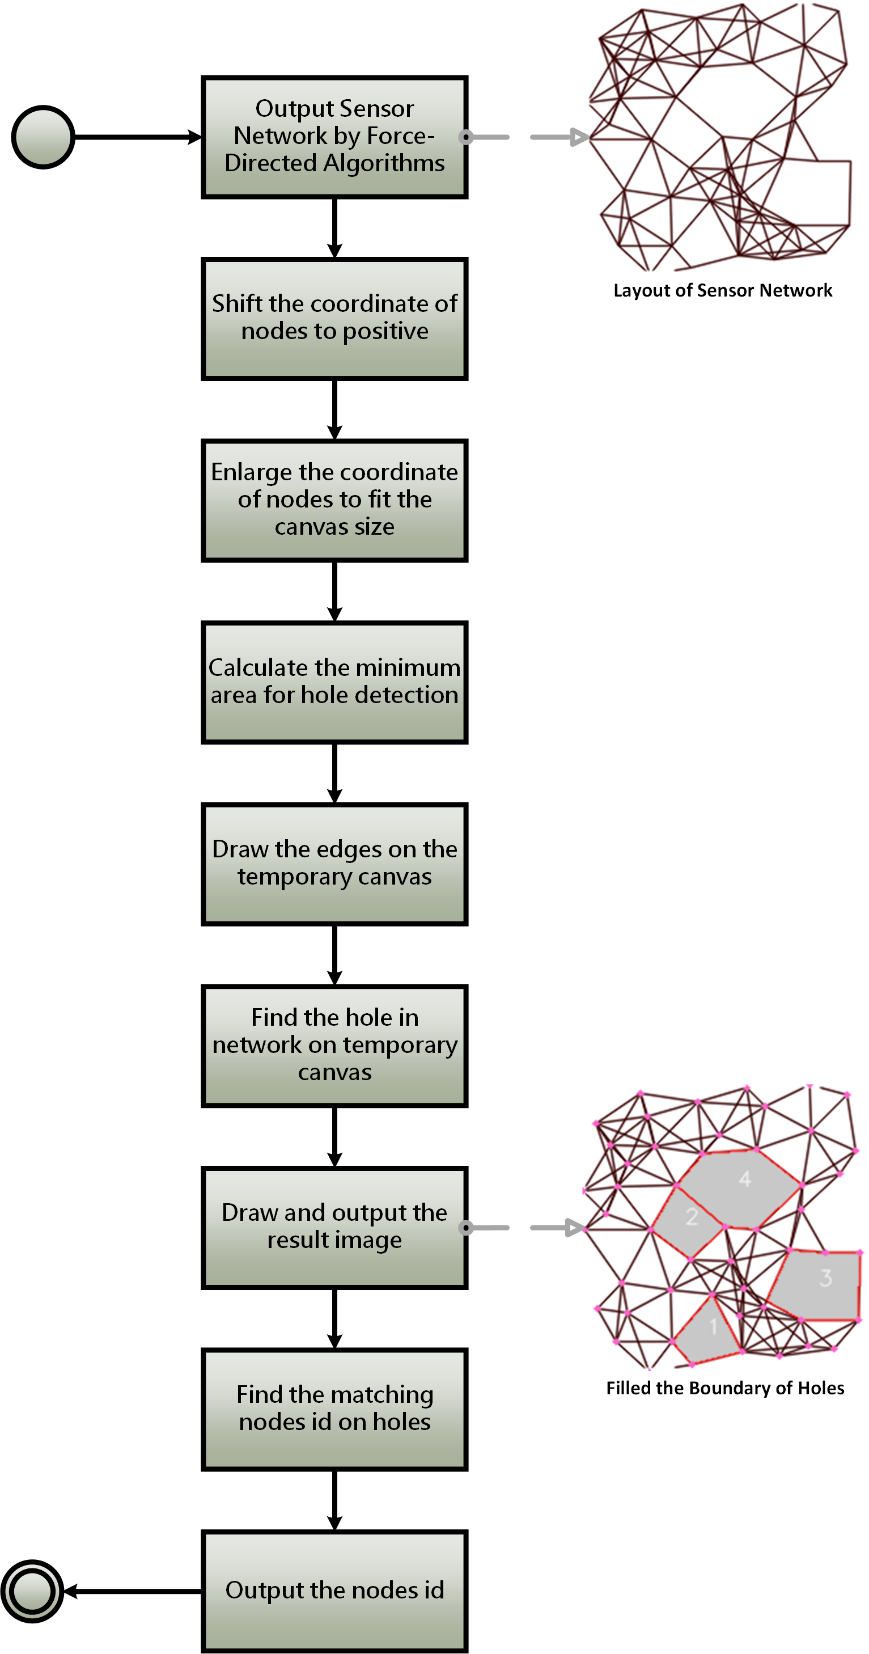 Output Sensor
Network by Force-
Directed Algorithms
Layout of Sensor Network
Shift the coordinate of
nodes to positive
Enlarge the coordinate
of nodes to fit the
canvas size
Calculate the minimum
area for hole detection
Draw the edges on the
temporary canvas
Find the hole in
network on temporary
canvas
Draw and output the
result image
4
2
3
1
Filled the Boundary of Holes
Find the matching
nodes id on holes
Output the nodes id